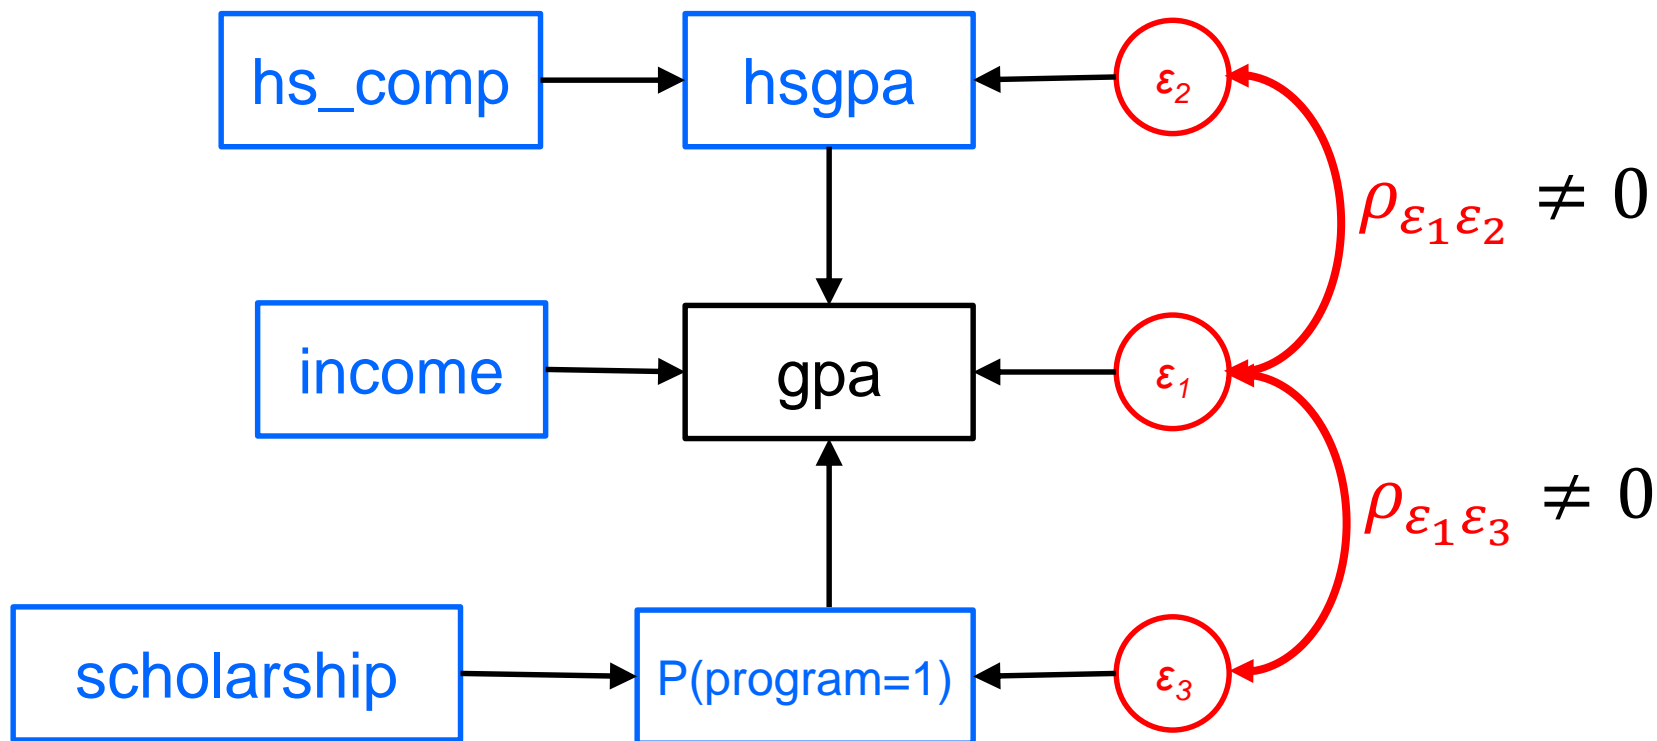 hs_comp
hsgpa
ε2
ρε1ε2 ≠ 0
income
gpa
ε1
ρε1ε3 ≠ 0
scholarship
P(program=1)
ε3